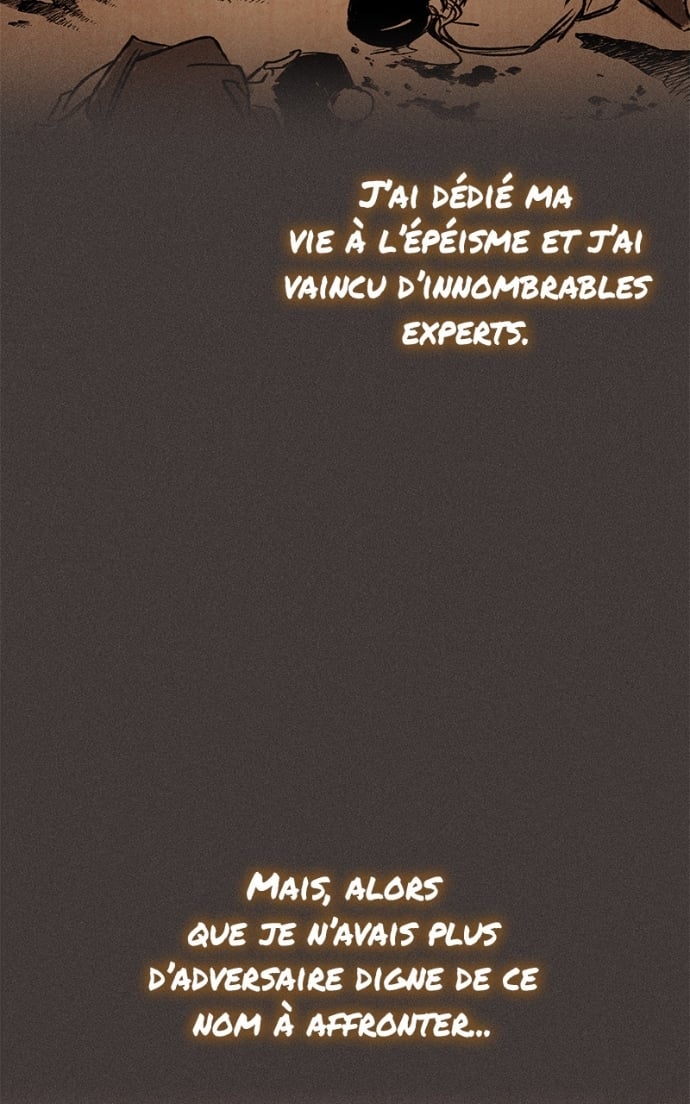 J'ai dédié ma
vie à l'épéisme et j'ai
vaincu d'innombrables
experts.
Mais, alors
que je n'avais plus
d'adversaire digne de ce
nom à affronter...